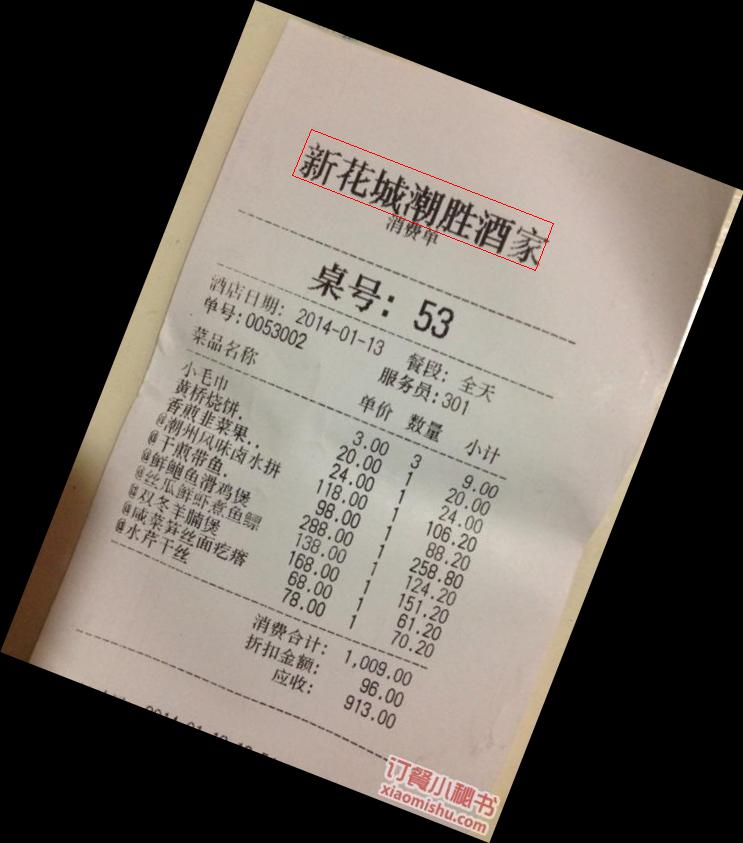 新花城潮胜酒家
消费单
桌号: 53
酒店日期: 2014-01-13 餐段: 全天
单号:0053002 服务员:301
菜品名称 单价 数量 小计
小毛巾 3.00 3 9.00
黄桥烧饼. 20.00 1 20.00
香煎韭菜果.. 24.00 1 24.00
@潮州风味卤水拼 118.00 1 106.20
@干煎带鱼. 98.00 1 88.20
@鲜鲍鱼滑鸡煲 288.00 1 258.80
@丝瓜鲜虾煮鱼鳔 138.00 1 124.20
@双冬羊腩煲 168.00 1 151.20
@咸菜笋丝面疙瘩 68.00 1 61.20
@水芹干丝 78.00 1 70.20
消费合计: 1,009.00
折扣金额: 96.00
应收: 913.00
订餐小秘书
xiaomishu.com